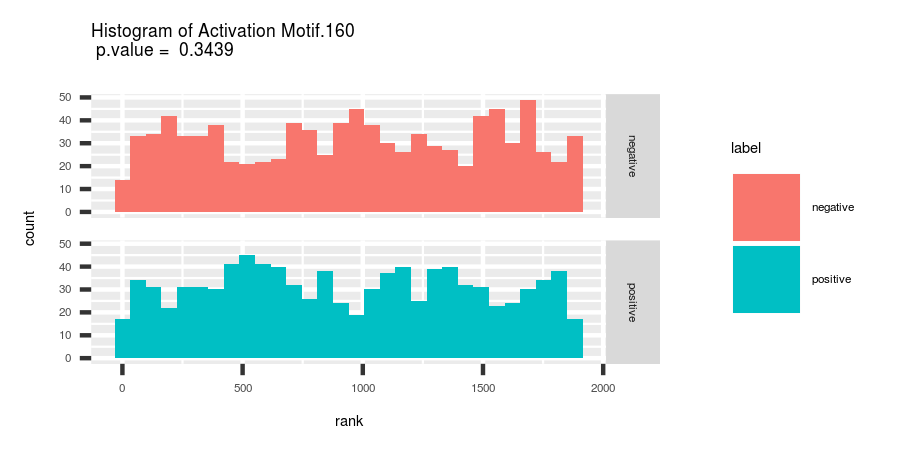 Histogram of Activation Motif.160
p.value = 0.3439
count
50
40
30
20
10
0
negative
50
40
30
20
10
0
positive
0 500 1000 1500 2000
rank
label
negative
positive